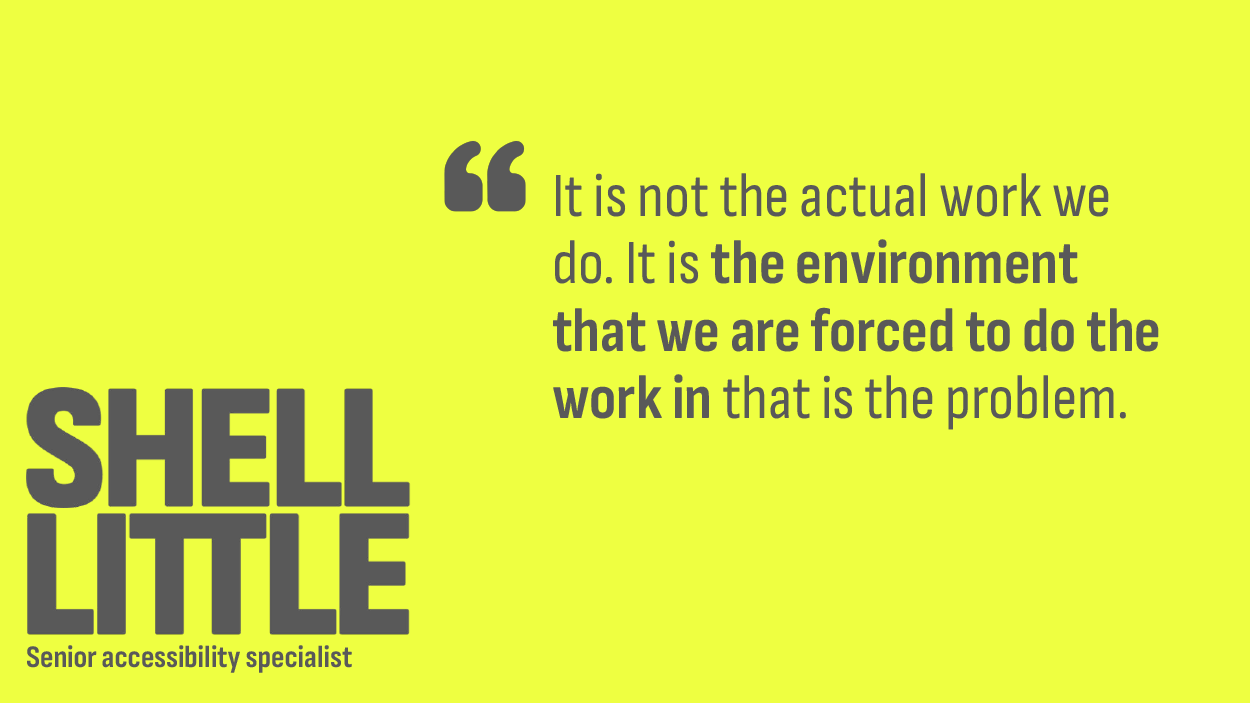 “ It is not the actual work we
do. It is the environment
that we are forced to do the
work in that is the problem.
SHELL
LITTLE
Senior accessibility specialist